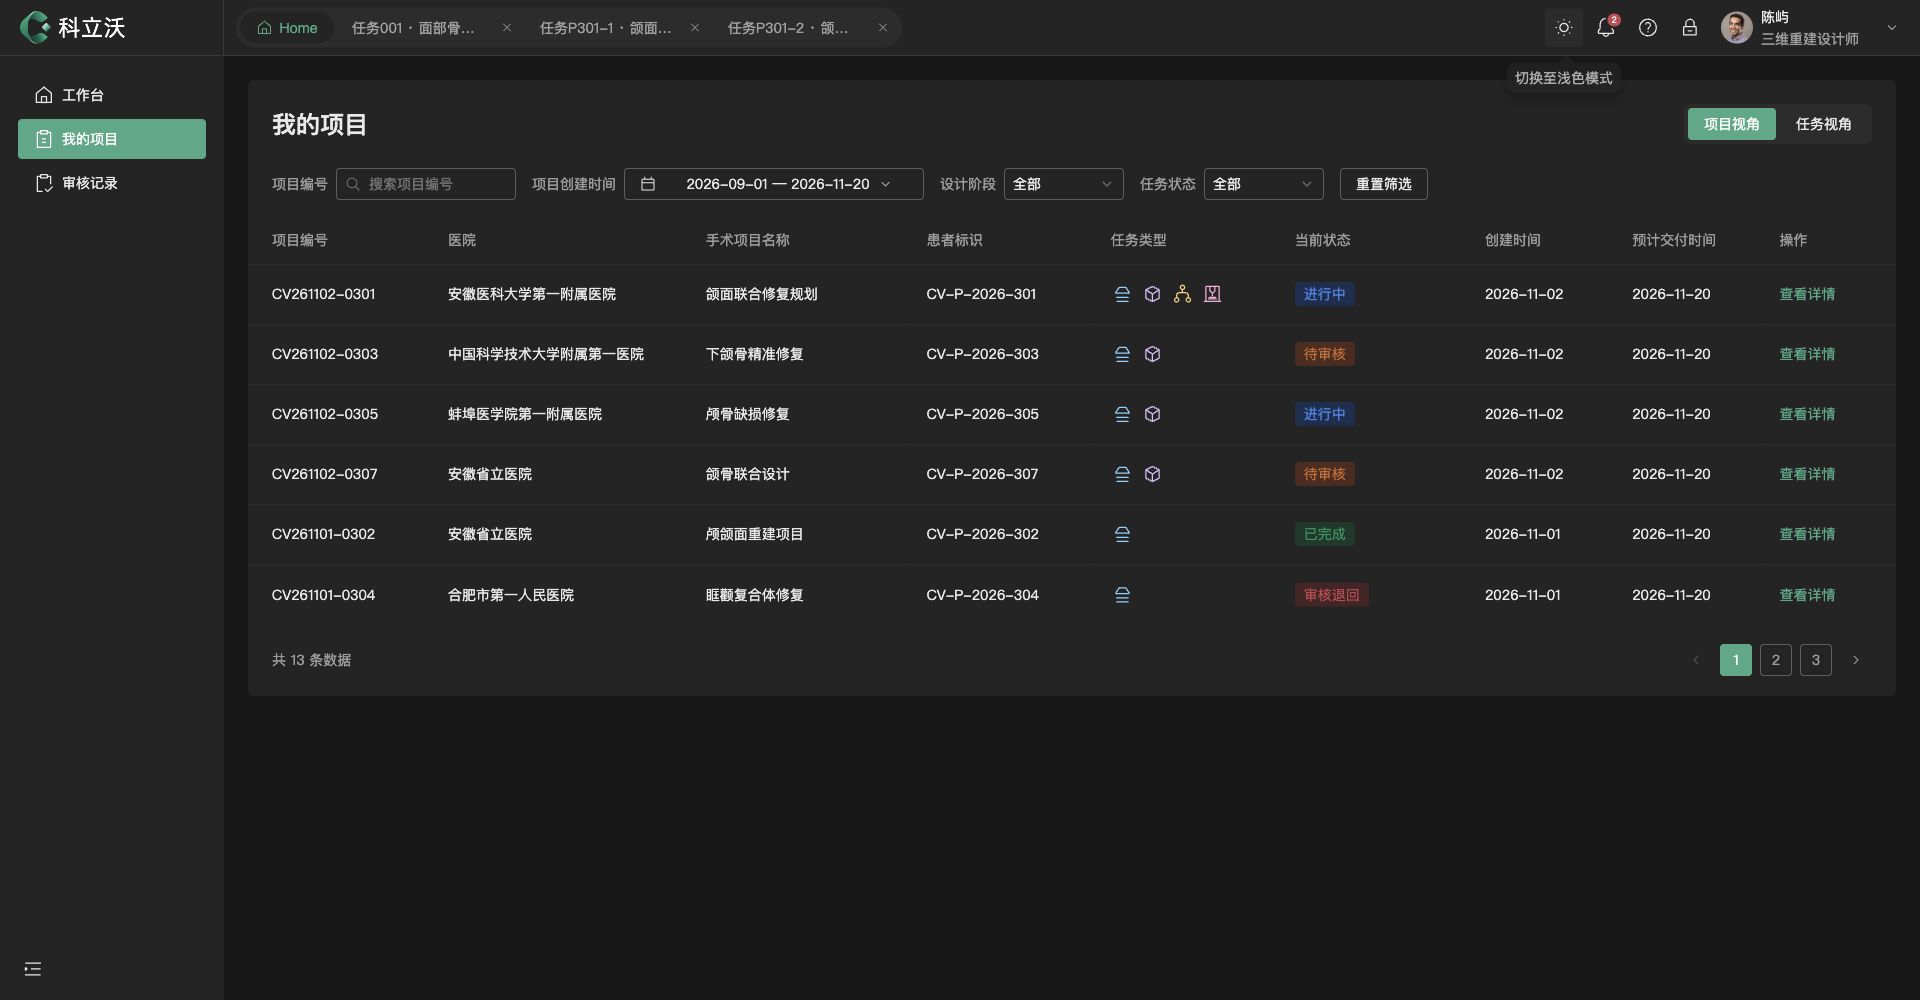 科立沃
Home
任务001 · 面部骨...
任务P301-1 · 颌面...
任务P301-2 · 颌...
2
陈屿
三维重建设计师
切换至浅色模式
工作台
我的项目
审核记录
我的项目
项目视角 任务视角
项目编号 搜索项目编号 项目创建时间 2026-09-01 — 2026-11-20 设计阶段 全部 任务状态 全部 重置筛选
项目编号 医院 手术项目名称 患者标识 任务类型 当前状态 创建时间 预计交付时间 操作
CV261102-0301 安徽医科大学第一附属医院 颌面联合修复规划 CV-P-2026-301 进行中 2026-11-02 2026-11-20 查看详情
CV261102-0303 中国科学技术大学附属第一医院 下颌骨精准修复 CV-P-2026-303 待审核 2026-11-02 2026-11-20 查看详情
CV261102-0305 蚌埠医学院第一附属医院 颅骨缺损修复 CV-P-2026-305 进行中 2026-11-02 2026-11-20 查看详情
CV261102-0307 安徽省立医院 颌骨联合设计 CV-P-2026-307 待审核 2026-11-02 2026-11-20 查看详情
CV261101-0302 安徽省立医院 颅颌面重建项目 CV-P-2026-302 已完成 2026-11-01 2026-11-20 查看详情
CV261101-0304 合肥市第一人民医院 眶颧复合体修复 CV-P-2026-304 审核退回 2026-11-01 2026-11-20 查看详情
共 13 条数据
1 2 3